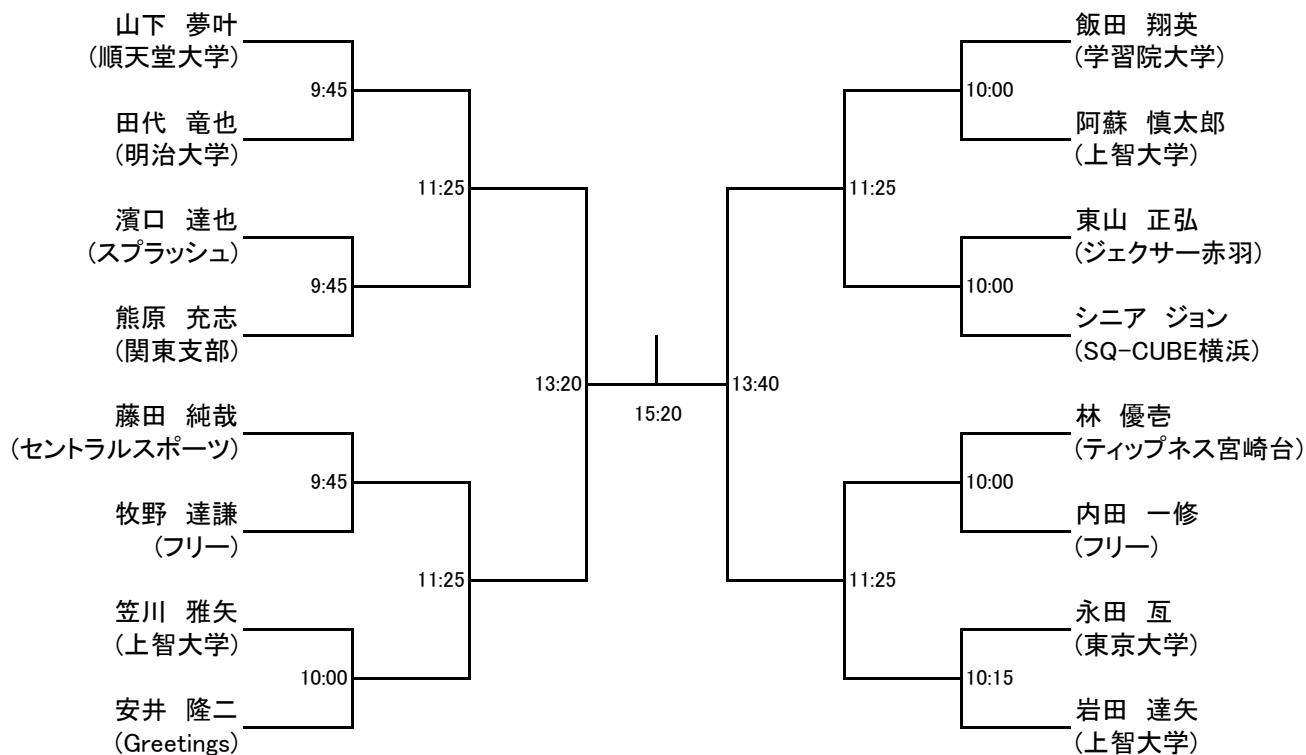 山下　夢叶
(順天堂大学)
9:45
田代　竜也
(明治大学)
11:25
濱口　達也
(スプラッシュ)
9:45
熊原　充志
(関東支部)
13:20
藤田　純哉
(セントラルスポーツ)
9:45
牧野　達謙
(フリー)
11:25
笠川　雅矢
(上智大学)
10:00
安井　隆二
(Greetings)
15:20
飯田　翔英
(学習院大学)
10:00
阿蘇　慎太郎
(上智大学)
11:25
東山　正弘
(ジェクサー赤羽)
10:00
シニア　ジョン
(SQ-CUBE横浜)
13:40
林　優壱
(ティップネス宮崎台)
10:00
内田　一修
(フリー)
11:25
永田　亙
(東京大学)
10:15
岩田　達矢
(上智大学)